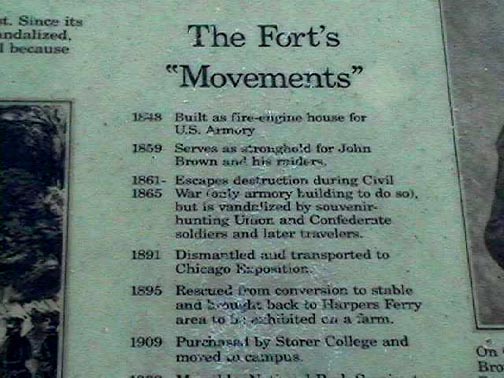 st. Since its
andalized,
l because
The Fort's
"Movements"
1848 Built as fire-engine house for
U.S. Armory
1859 Serves as stronghold for John
Brown and his raiders.
1861- Escapes destruction during Civil
1865 War (only armory building to do so),
but is vandalized by souvenir-
hunting Union and Confederate
soldiers and later travelers.
1891 Dismantled and transported to
Chicago Exposition.
1895 Rescued from conversion to stable
and brought back to Harpers Ferry
area to be exhibited on a farm.
1909 Purchased by Storer College and
moved to campus.
On
Bro